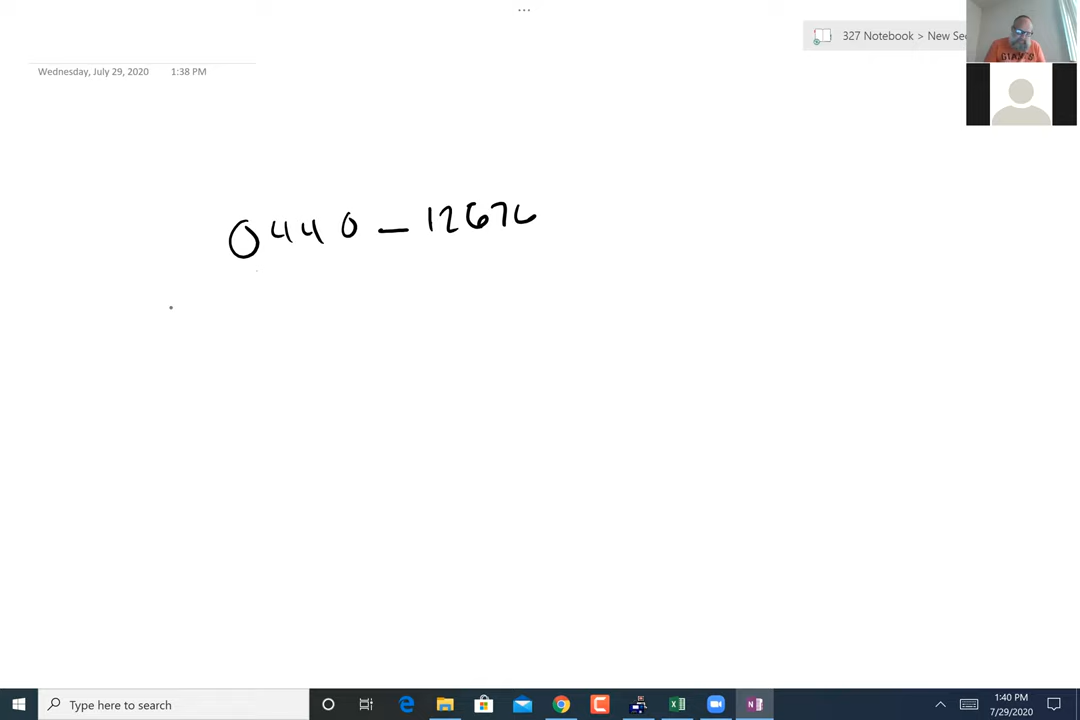 327 Notebook > New Sec
Wednesday, July 29, 2020 1:38 PM
0440 - 12676
Type here to search
1:40 PM
7/29/2020